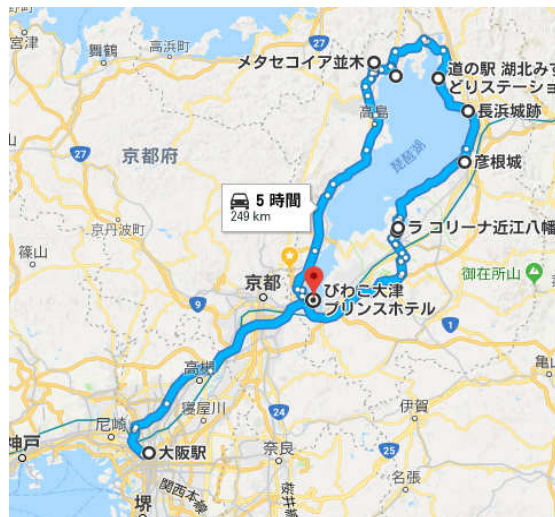 宮津
舞鶴
高浜町
27
メタセコイア並木
道の駅 湖北みず
どりステーショ
長浜城跡
高島
琵琶湖
彦根城
27
京都府
5 時間
249 km
京丹波町
ラ コリーナ近江八幡
篠山
御在所山
京都
びわこ大津
プリンスホテル
9
1
亀山
高槻
寝屋川
伊賀
尼崎
24
神戸
大阪駅
奈良
25
名張
関西本線
堺
桜井線